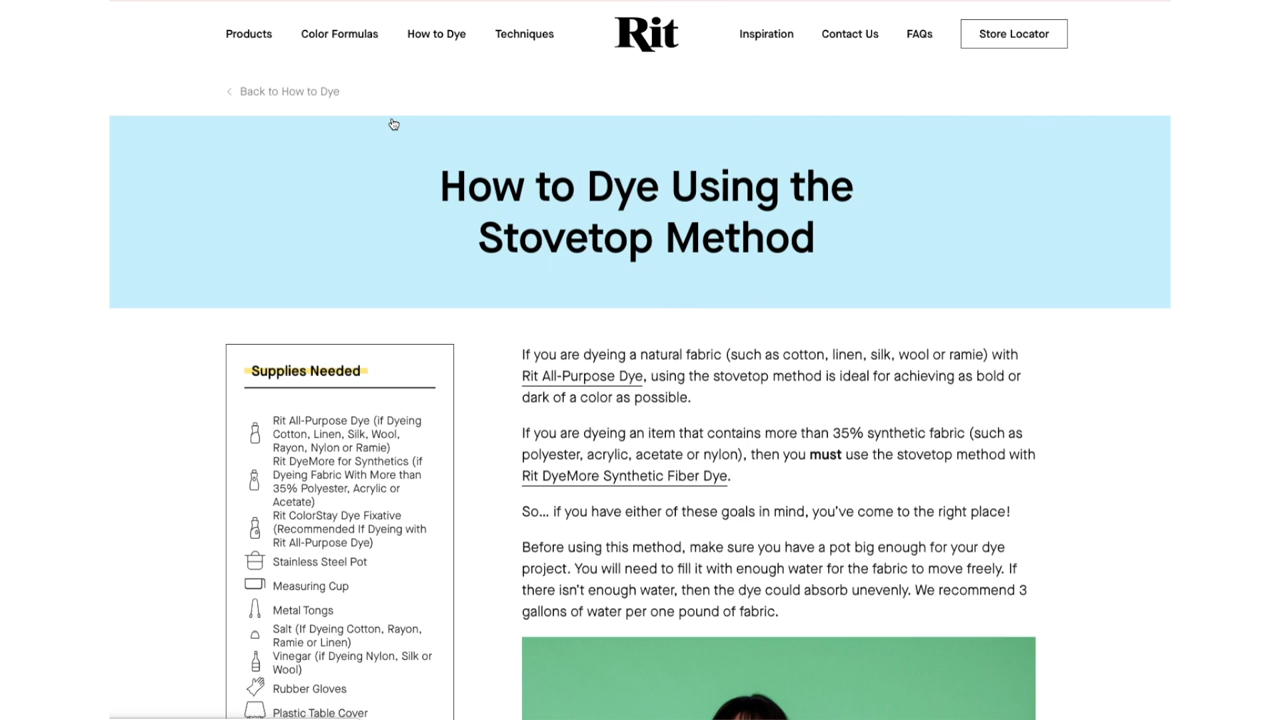 Products Color Formulas How to Dye Techniques Rit Inspiration Contact Us FAQs Store Locator
Back to How to Dye
How to Dye Using the
Stovetop Method
Supplies Needed
Rit All-Purpose Dye (if Dyeing
Cotton, Linen, Silk, Wool,
Rayon, Nylon or Ramie)
Rit DyeMore for Synthetics (if
Dyeing Fabric With More than
35% Polyester, Acrylic or
Acetate)
Rit ColorStay Dye Fixative
(Recommended If Dyeing with
Rit All-Purpose Dye)
Stainless Steel Pot
Measuring Cup
Metal Tongs
Salt (If Dyeing Cotton, Rayon,
Ramie or Linen)
Vinegar (if Dyeing Nylon, Silk or
Wool)
Rubber Gloves
Plastic Table Cover
If you are dyeing a natural fabric (such as cotton, linen, silk, wool or ramie) with
Rit All-Purpose Dye, using the stovetop method is ideal for achieving as bold or
dark of a color as possible.
If you are dyeing an item that contains more than 35% synthetic fabric (such as
polyester, acrylic, acetate or nylon), then you must use the stovetop method with
Rit DyeMore Synthetic Fiber Dye.
So... if you have either of these goals in mind, you've come to the right place!
Before using this method, make sure you have a pot big enough for your dye
project. You will need to fill it with enough water for the fabric to move freely. If
there isn't enough water, then the dye could absorb unevenly. We recommend 3
gallons of water per one pound of fabric.